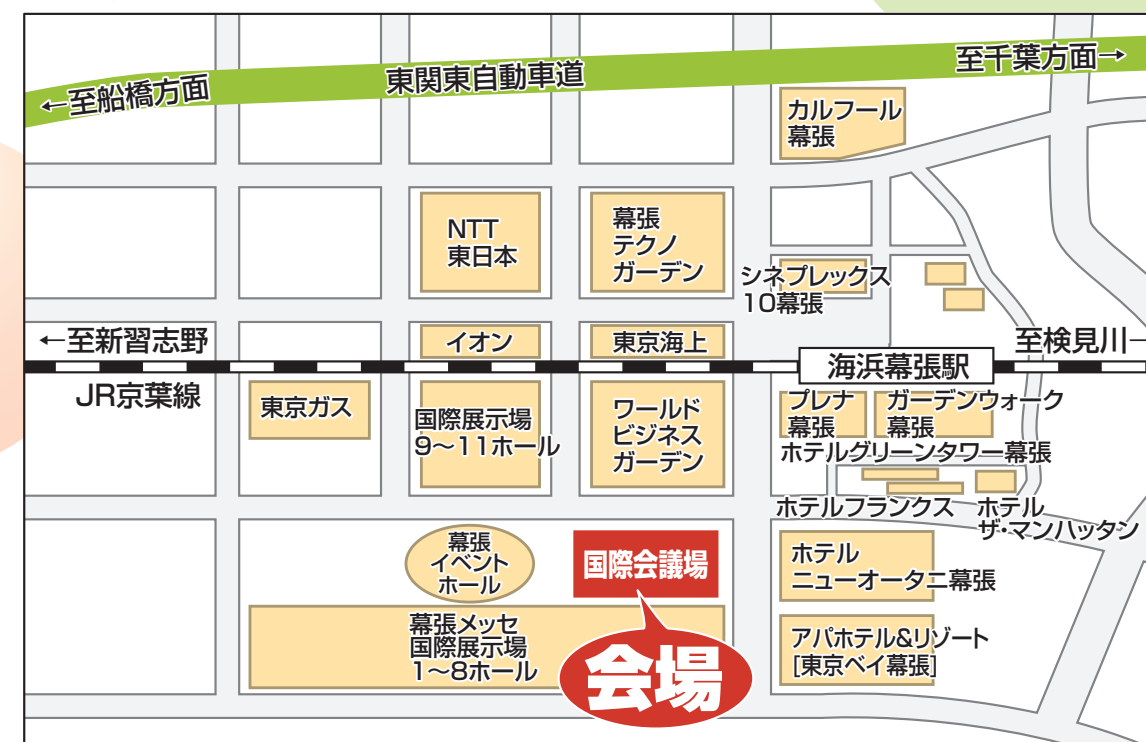 ←至船橋方面
東関東自動車道
至千葉方面→
カルフール
幕張
NTT
東日本
幕張
テクノ
ガーデン
シネプレックス
10幕張
←至新習志野
イオン
東京海上
至検見川→
海浜幕張駅
JR京葉線
東京ガス
国際展示場
9〜11ホール
ワールド
ビジネス
ガーデン
プレナ
幕張
ガーデンウォーク
幕張
ホテルグリーンタワー幕張
ホテルフランクス
ホテル
ザ・マンハッタン
幕張
イベント
ホール
国際会議場
ホテル
ニューオータニ幕張
幕張メッセ
国際展示場
1〜8ホール
会場
アパホテル&リゾート
[東京ベイ幕張]